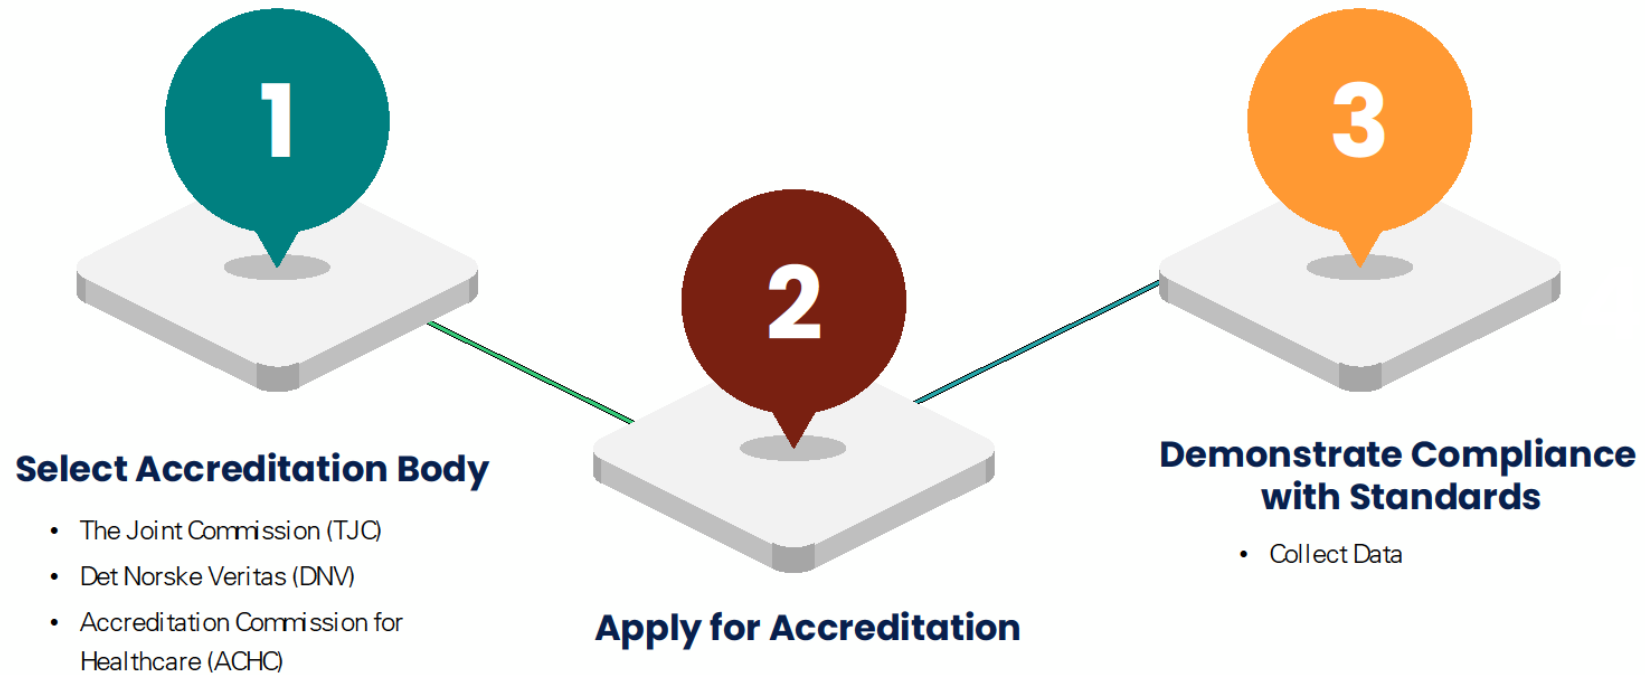 1
Select Accreditation Body
• The Joint Commission (TJC)
• Det Norske Veritas (DNV)
• Accreditation Commission for
Healthcare (ACHC)
2
Apply for Accreditation
3
Demonstrate Compliance
with Standards
• Collect Data